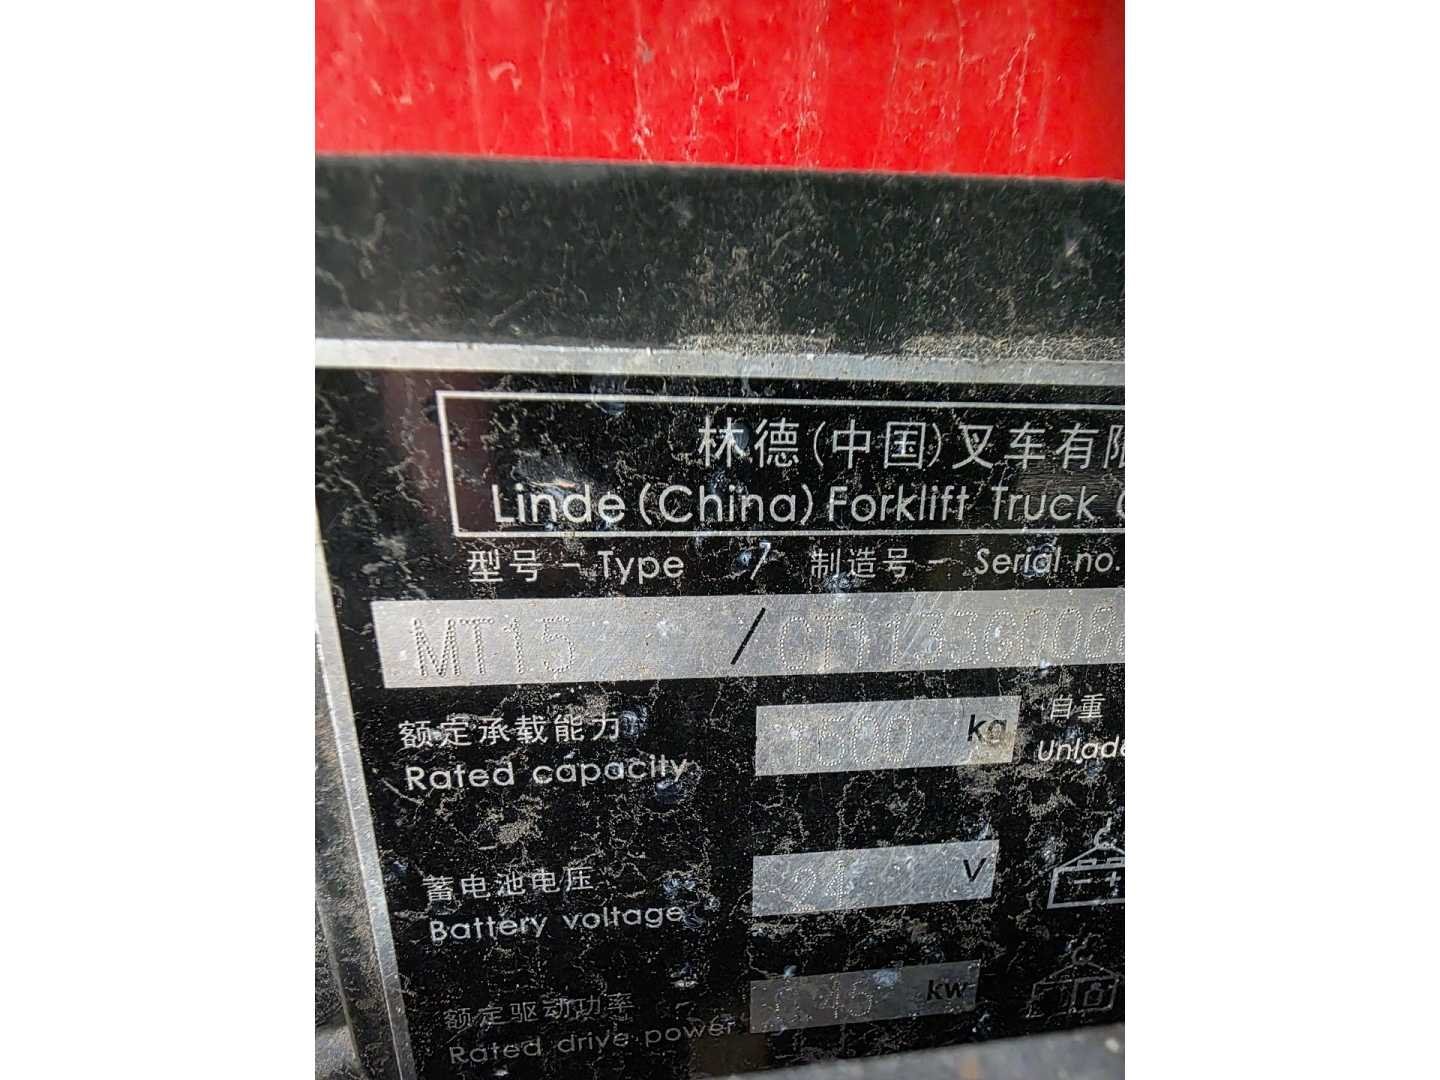 林德(中国)叉车有限
Linde (China) Forklift Truck
型号 - Type / 制造号 - Serial no.
MT15 /
额定承载能力 1500 kg 自重
Rated capacity
蓄电池电压 24 V
Battery voltage
额定驱动功率 kw
Rated drive power